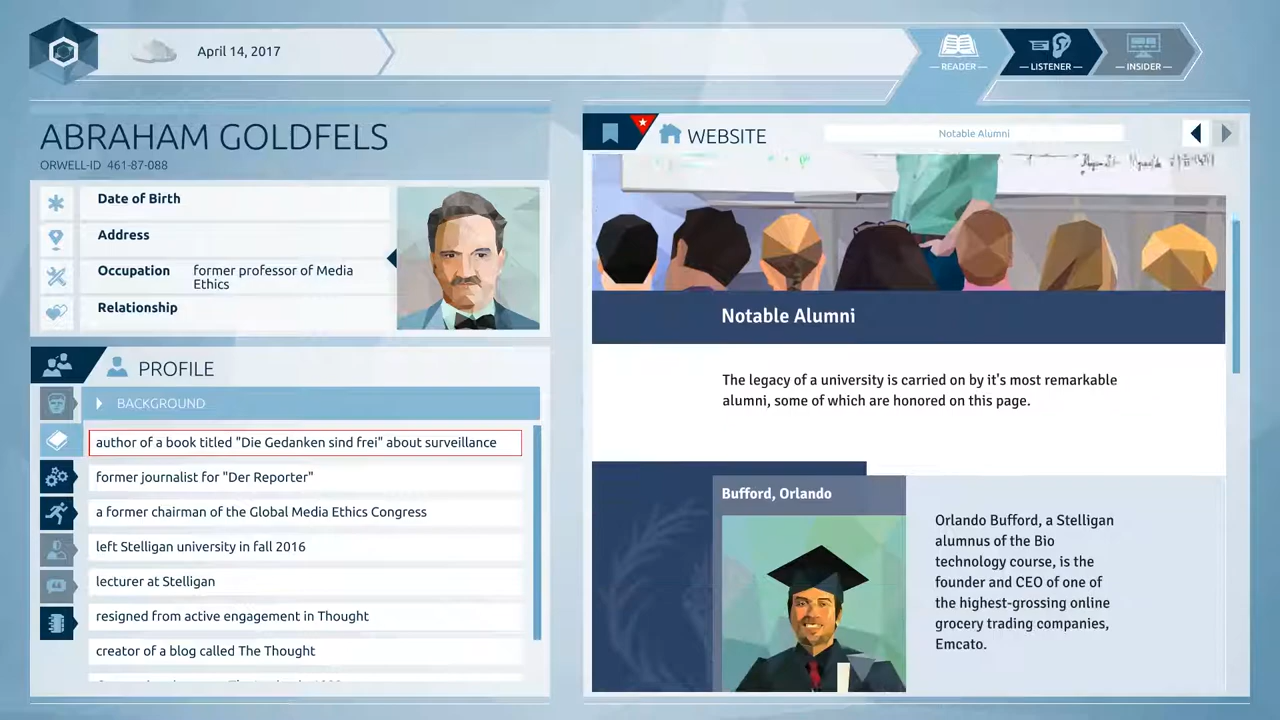 April 14, 2017
— READER —
— LISTENER —
— INSIDER —
ABRAHAM GOLDFELS
ORWELL-ID 461-87-088
Date of Birth
Address
Occupation former professor of Media
Ethics
Relationship
PROFILE
BACKGROUND
author of a book titled "Die Gedanken sind frei" about surveillance
former journalist for "Der Reporter"
a former chairman of the Global Media Ethics Congress
left Stelligan university in fall 2016
lecturer at Stelligan
resigned from active engagement in Thought
creator of a blog called The Thought
WEBSITE
Notable Alumni
Notable Alumni
The legacy of a university is carried on by it's most remarkable
alumni, some of which are honored on this page.
Bufford, Orlando
Orlando Bufford, a Stelligan
alumnus of the Bio
technology course, is the
founder and CEO of one of
the highest-grossing online
grocery trading companies,
Emcato.